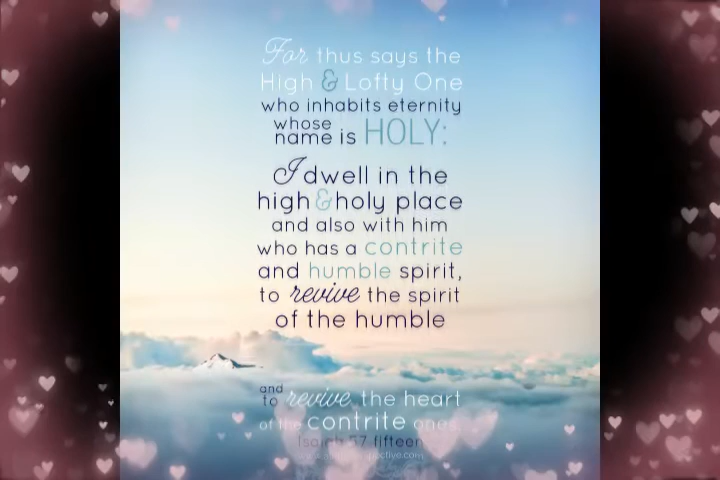 For thus says the
High & Lofty One
who inhabits eternity
whose
name is HOLY:
I dwell in the
high & holy place
and also with him
who has a contrite
and humble spirit,
to revive the spirit
of the humble
and
to revive the heart
of the contrite ones.
Isaiah 57 fifteen